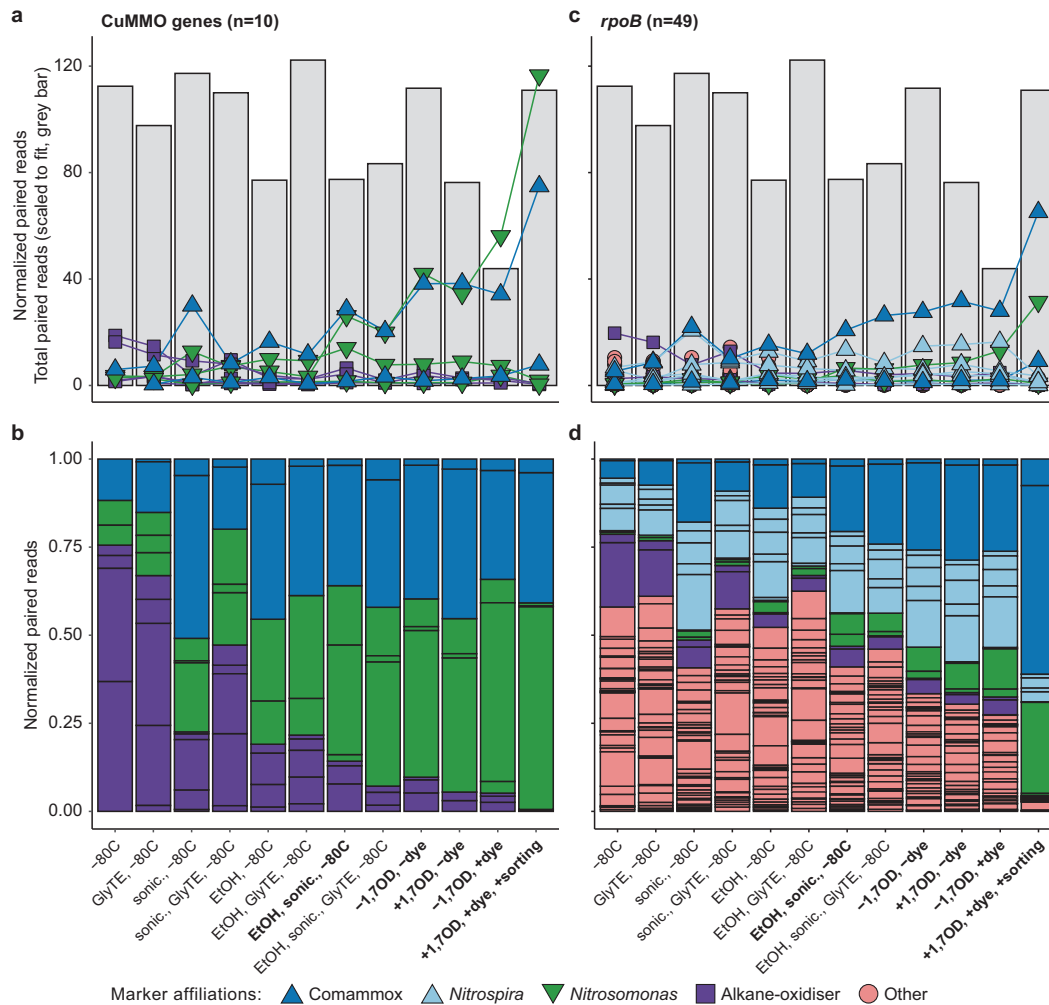 a
CuMMO genes (n=10)
c
rpoB (n=49)
Normalized paired reads
Total paired reads (scaled to fit, grey bar)
120
80
40
0
b
d
Normalized paired reads
1.00
0.75
0.50
0.25
0.00
−80C
GlyTE, −80C
sonic., −80C
sonic., GlyTE, −80C
EtOH, −80C
EtOH, GlyTE, −80C
EtOH, sonic., −80C
EtOH, sonic., GlyTE, −80C
−1,7OD, −dye
+1,7OD, −dye
−1,7OD, +dye
+1,7OD, +dye, +sorting
−80C
GlyTE, −80C
sonic., −80C
sonic., GlyTE, −80C
EtOH, −80C
EtOH, GlyTE, −80C
EtOH, sonic., −80C
EtOH, sonic., GlyTE, −80C
−1,7OD, −dye
+1,7OD, −dye
−1,7OD, +dye
+1,7OD, +dye, +sorting
Marker affiliations: Comammox Nitrospira Nitrosomonas Alkane-oxidiser Other